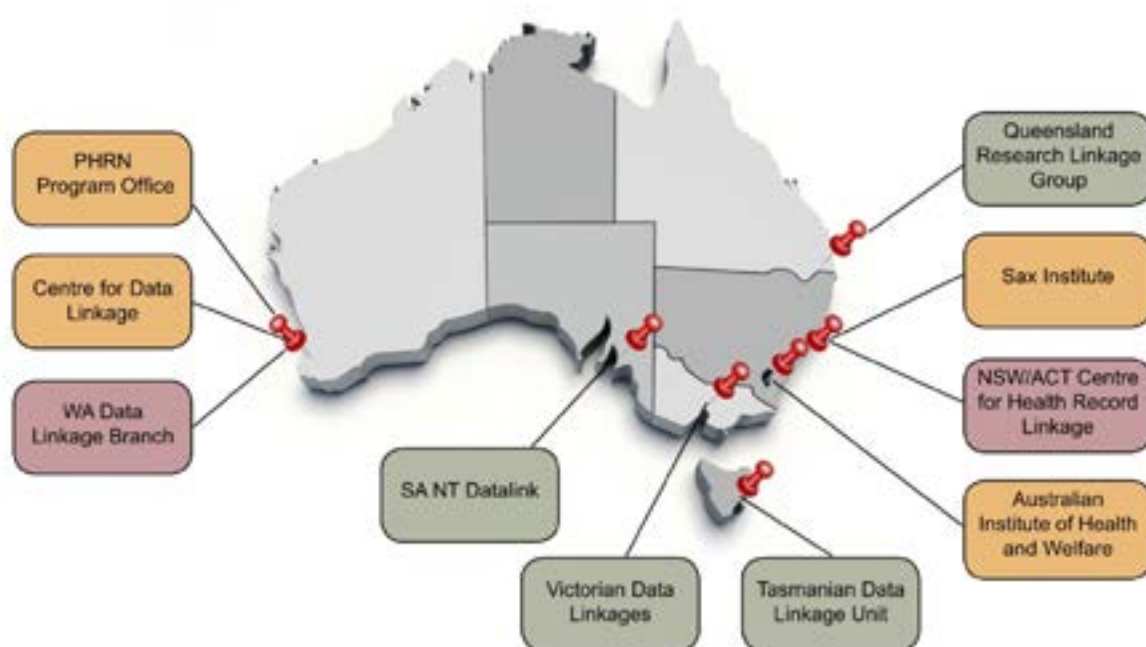 PHRN
Program Office
Centre for Data
Linkage
WA Data
Linkage Branch
SA NT Datalink
Victorian Data
Linkages
Tasmanian Data
Linkage Unit
Queensland
Research Linkage
Group
Sax Institute
NSW/ACT Centre
for Health Record
Linkage
Australian
Institute of Health
and Welfare